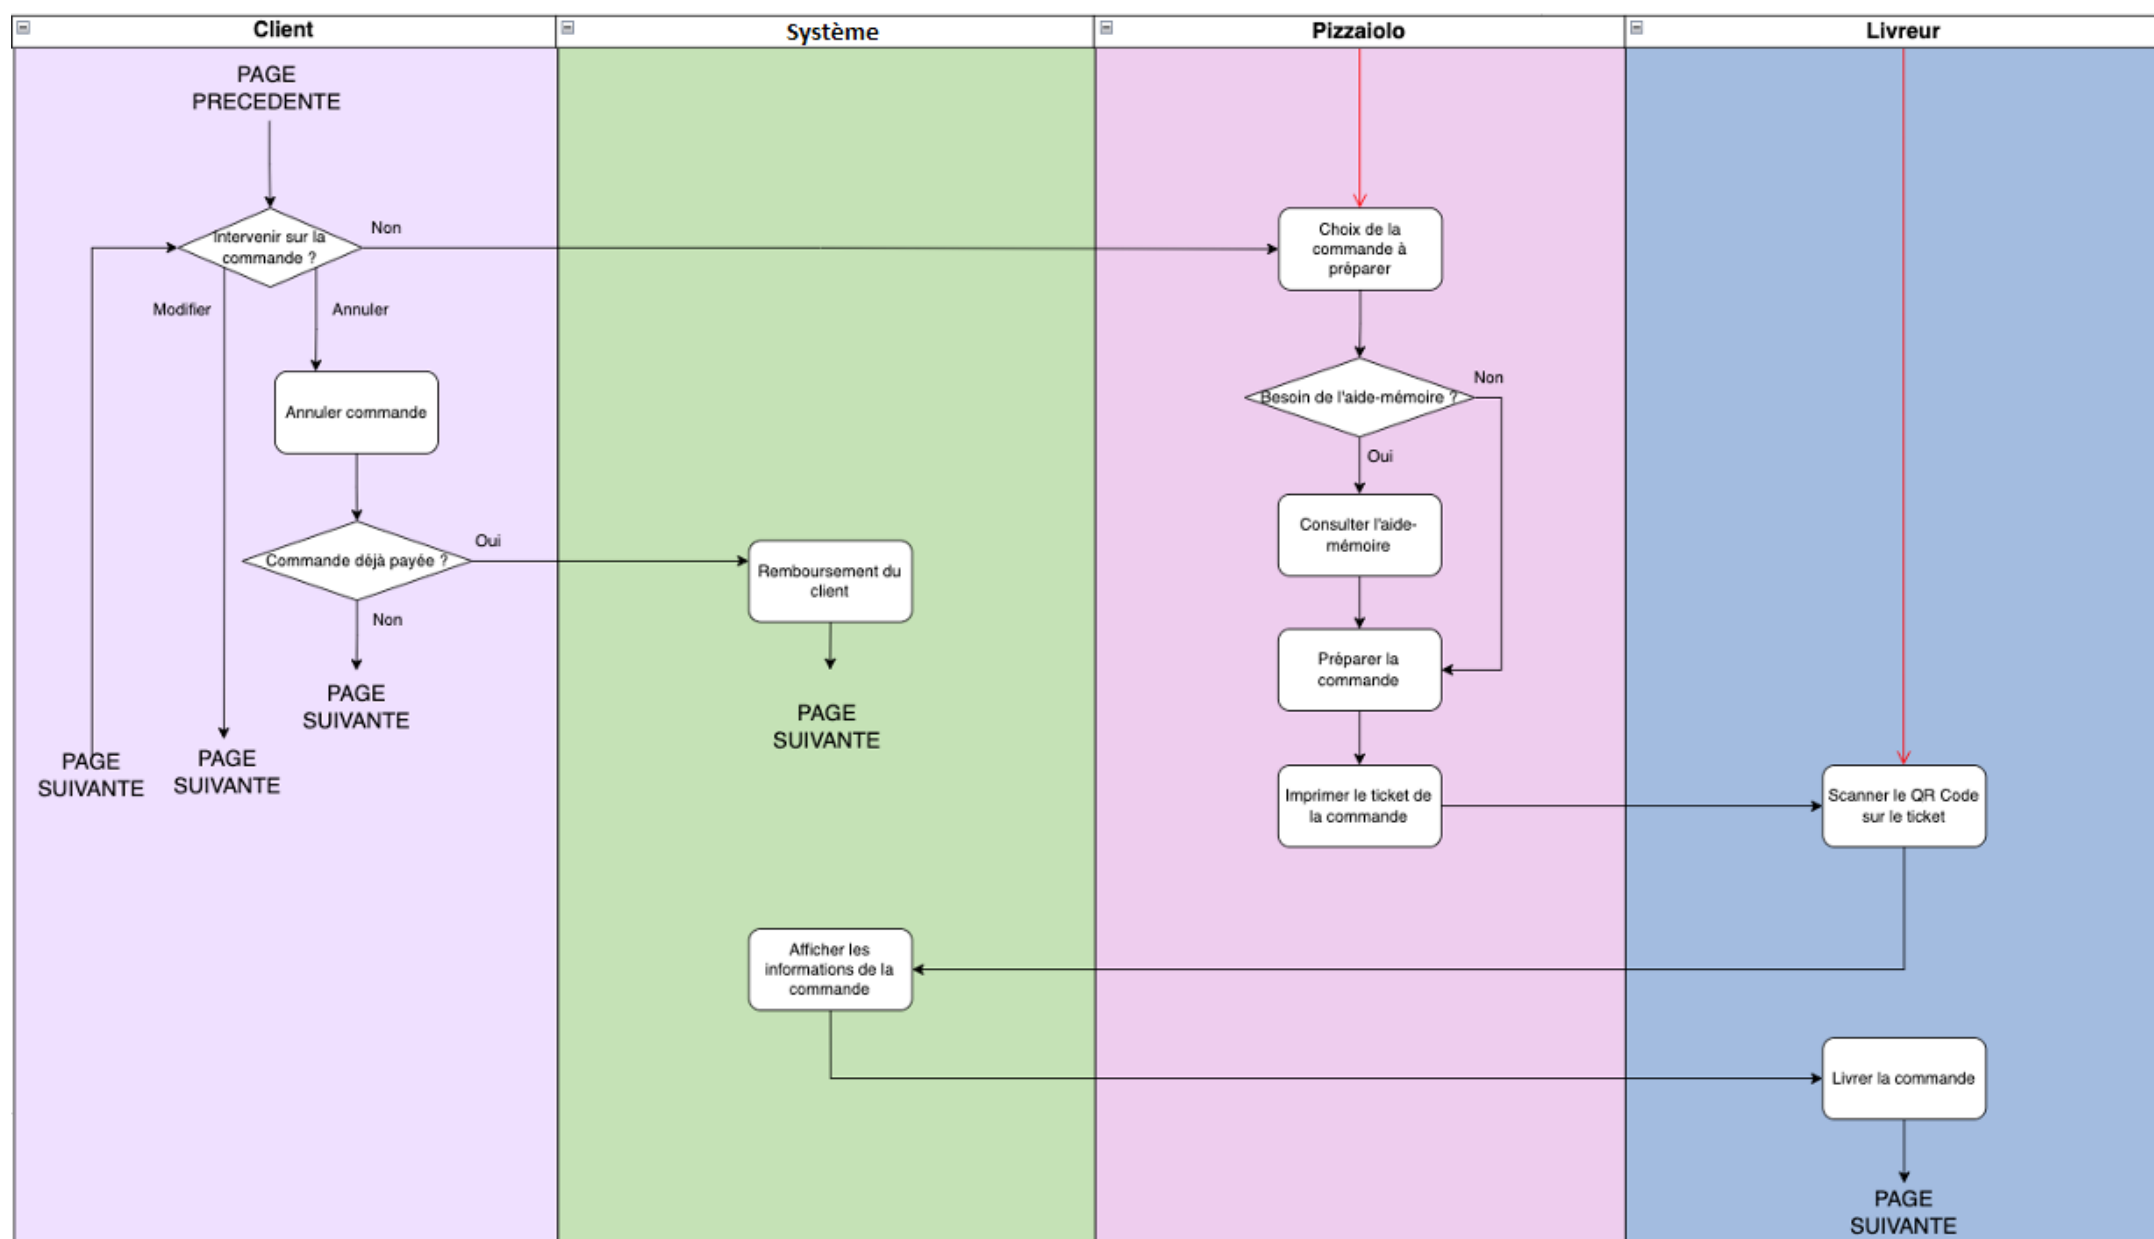 Client
Système
Pizzaiolo
Livreur
PAGE
PRECEDENTE
Intervenir sur la
commande ?
Non
Modifier
Annuler
Annuler commande
Commande déjà payée ?
Oui
Non
PAGE
SUIVANTE
PAGE
SUIVANTE
PAGE
SUIVANTE
Remboursement du
client
PAGE
SUIVANTE
Choix de la
commande à
préparer
Besoin de l'aide-mémoire ?
Non
Oui
Consulter l'aide-
mémoire
Préparer la
commande
Imprimer le ticket de
la commande
Scanner le QR Code
sur le ticket
Afficher les
informations de la
commande
Livrer la commande
PAGE
SUIVANTE